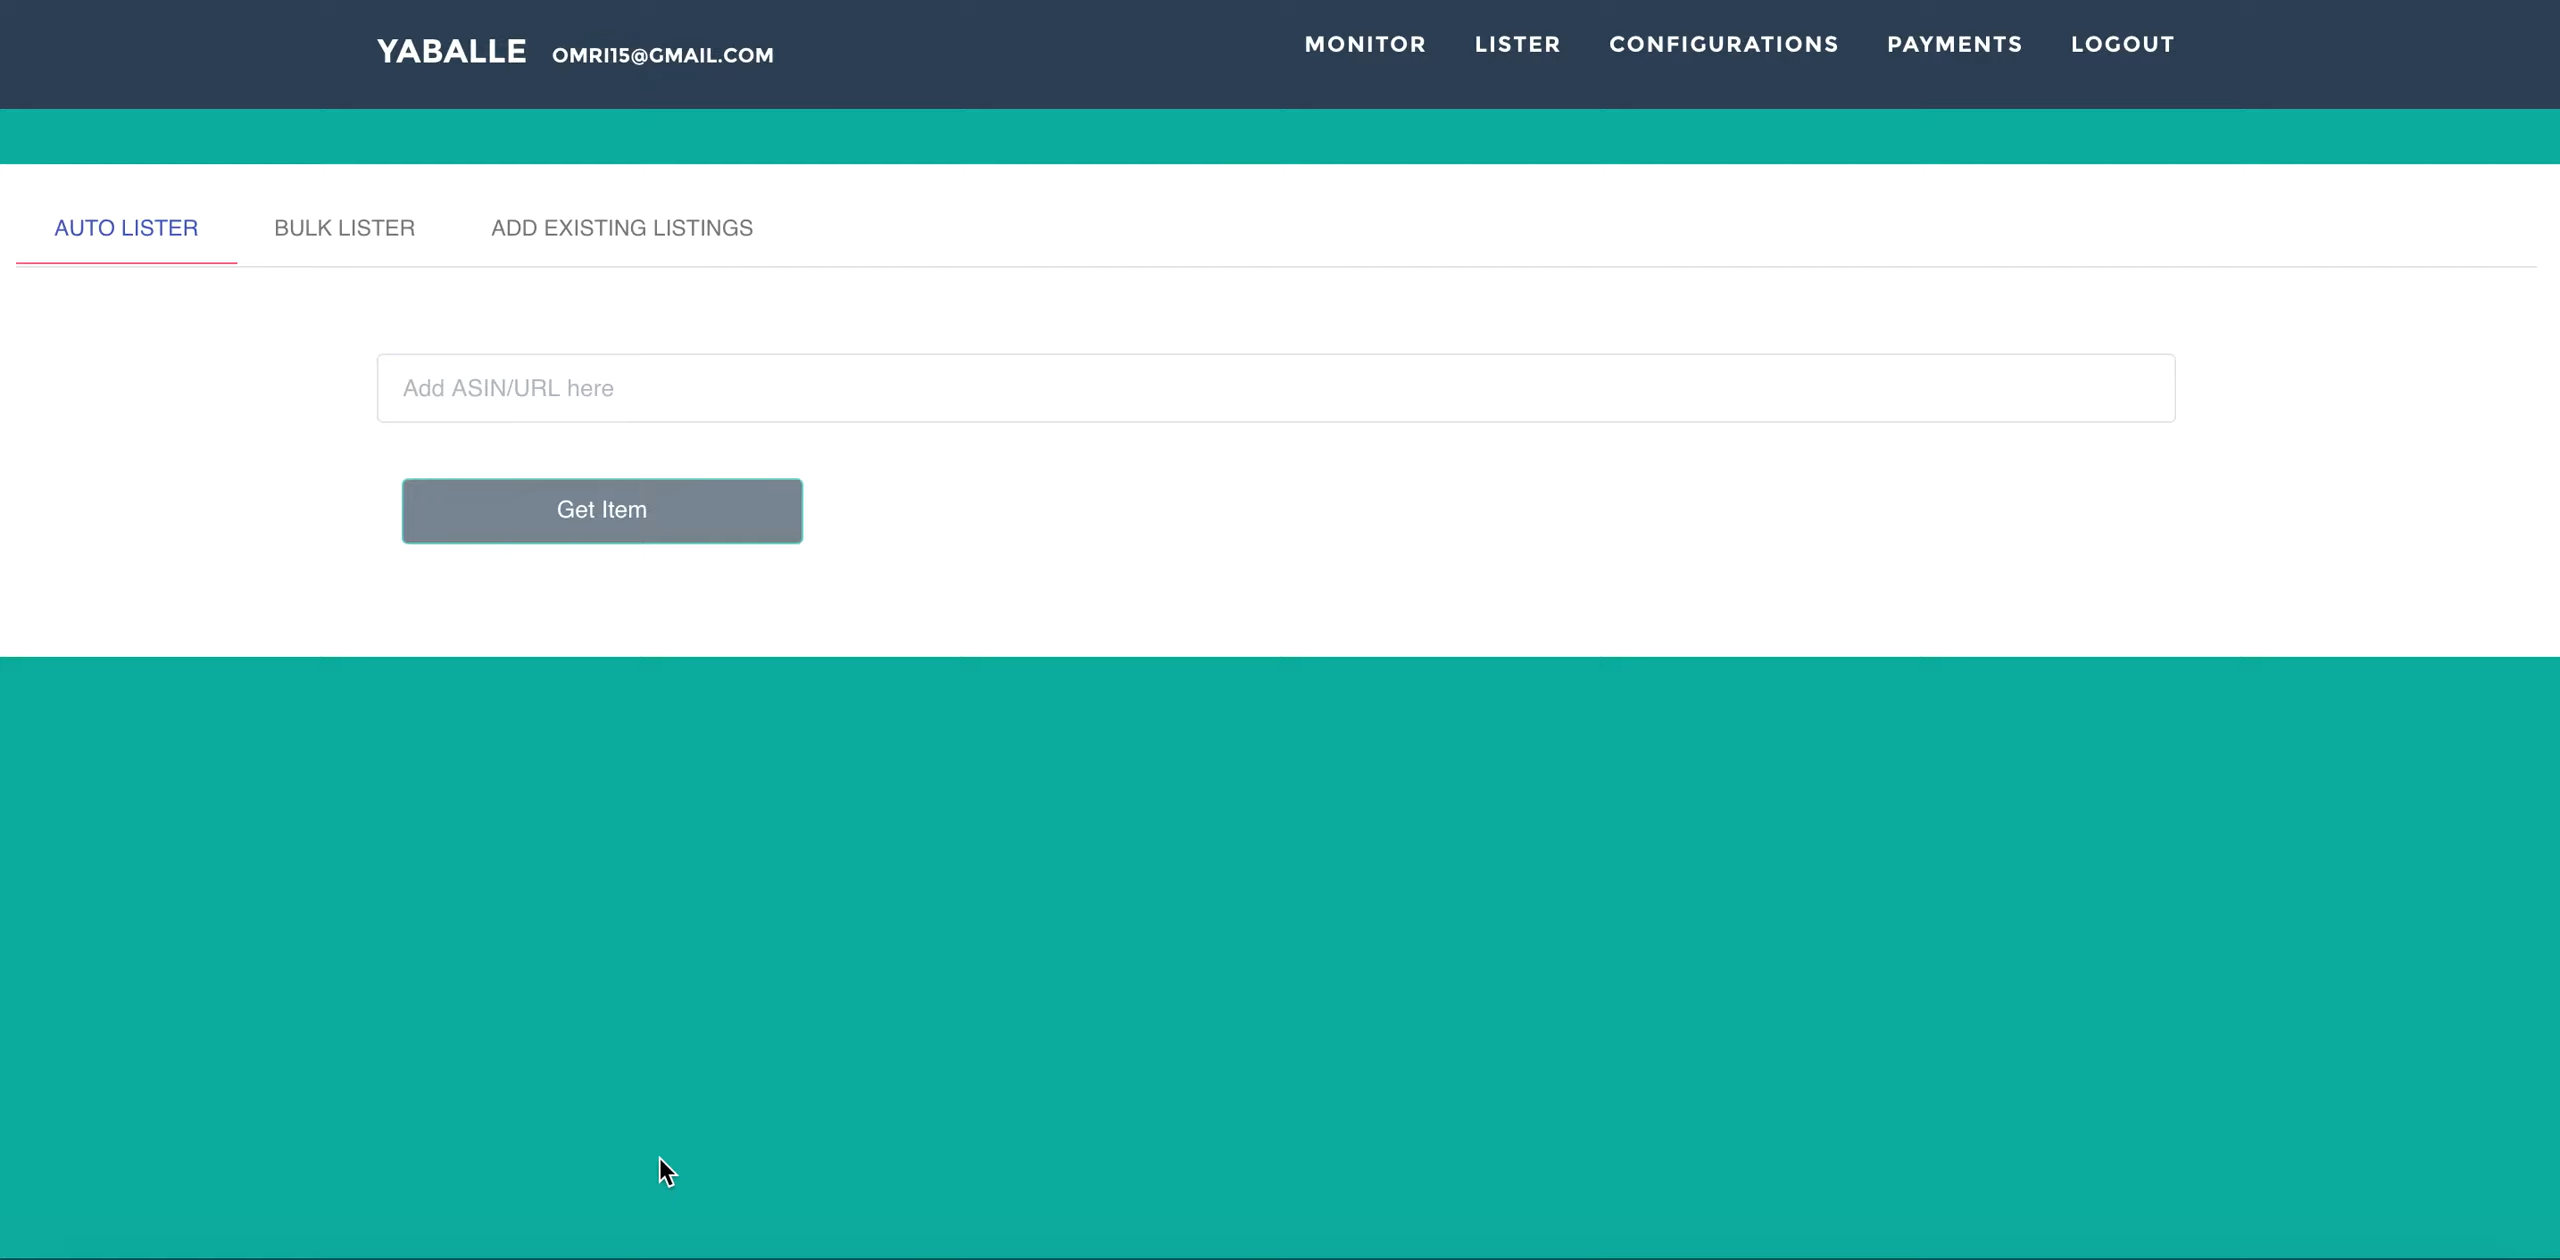 YABALLE OMRI15@GMAIL.COM MONITOR LISTER CONFIGURATIONS PAYMENTS LOGOUT
AUTO LISTER BULK LISTER ADD EXISTING LISTINGS
Add ASIN/URL here
Get Item